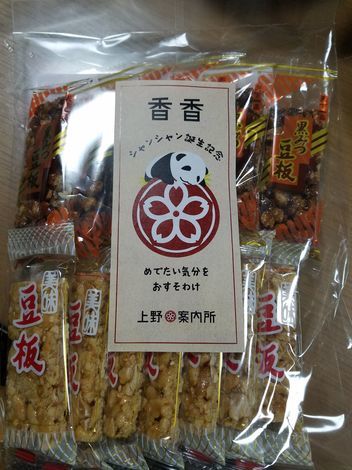 香香
シャンシャン誕生記念
めでたい気分を
おすそわけ
上野案内所
黒みつ
豆板
美味
豆板
美味
豆板